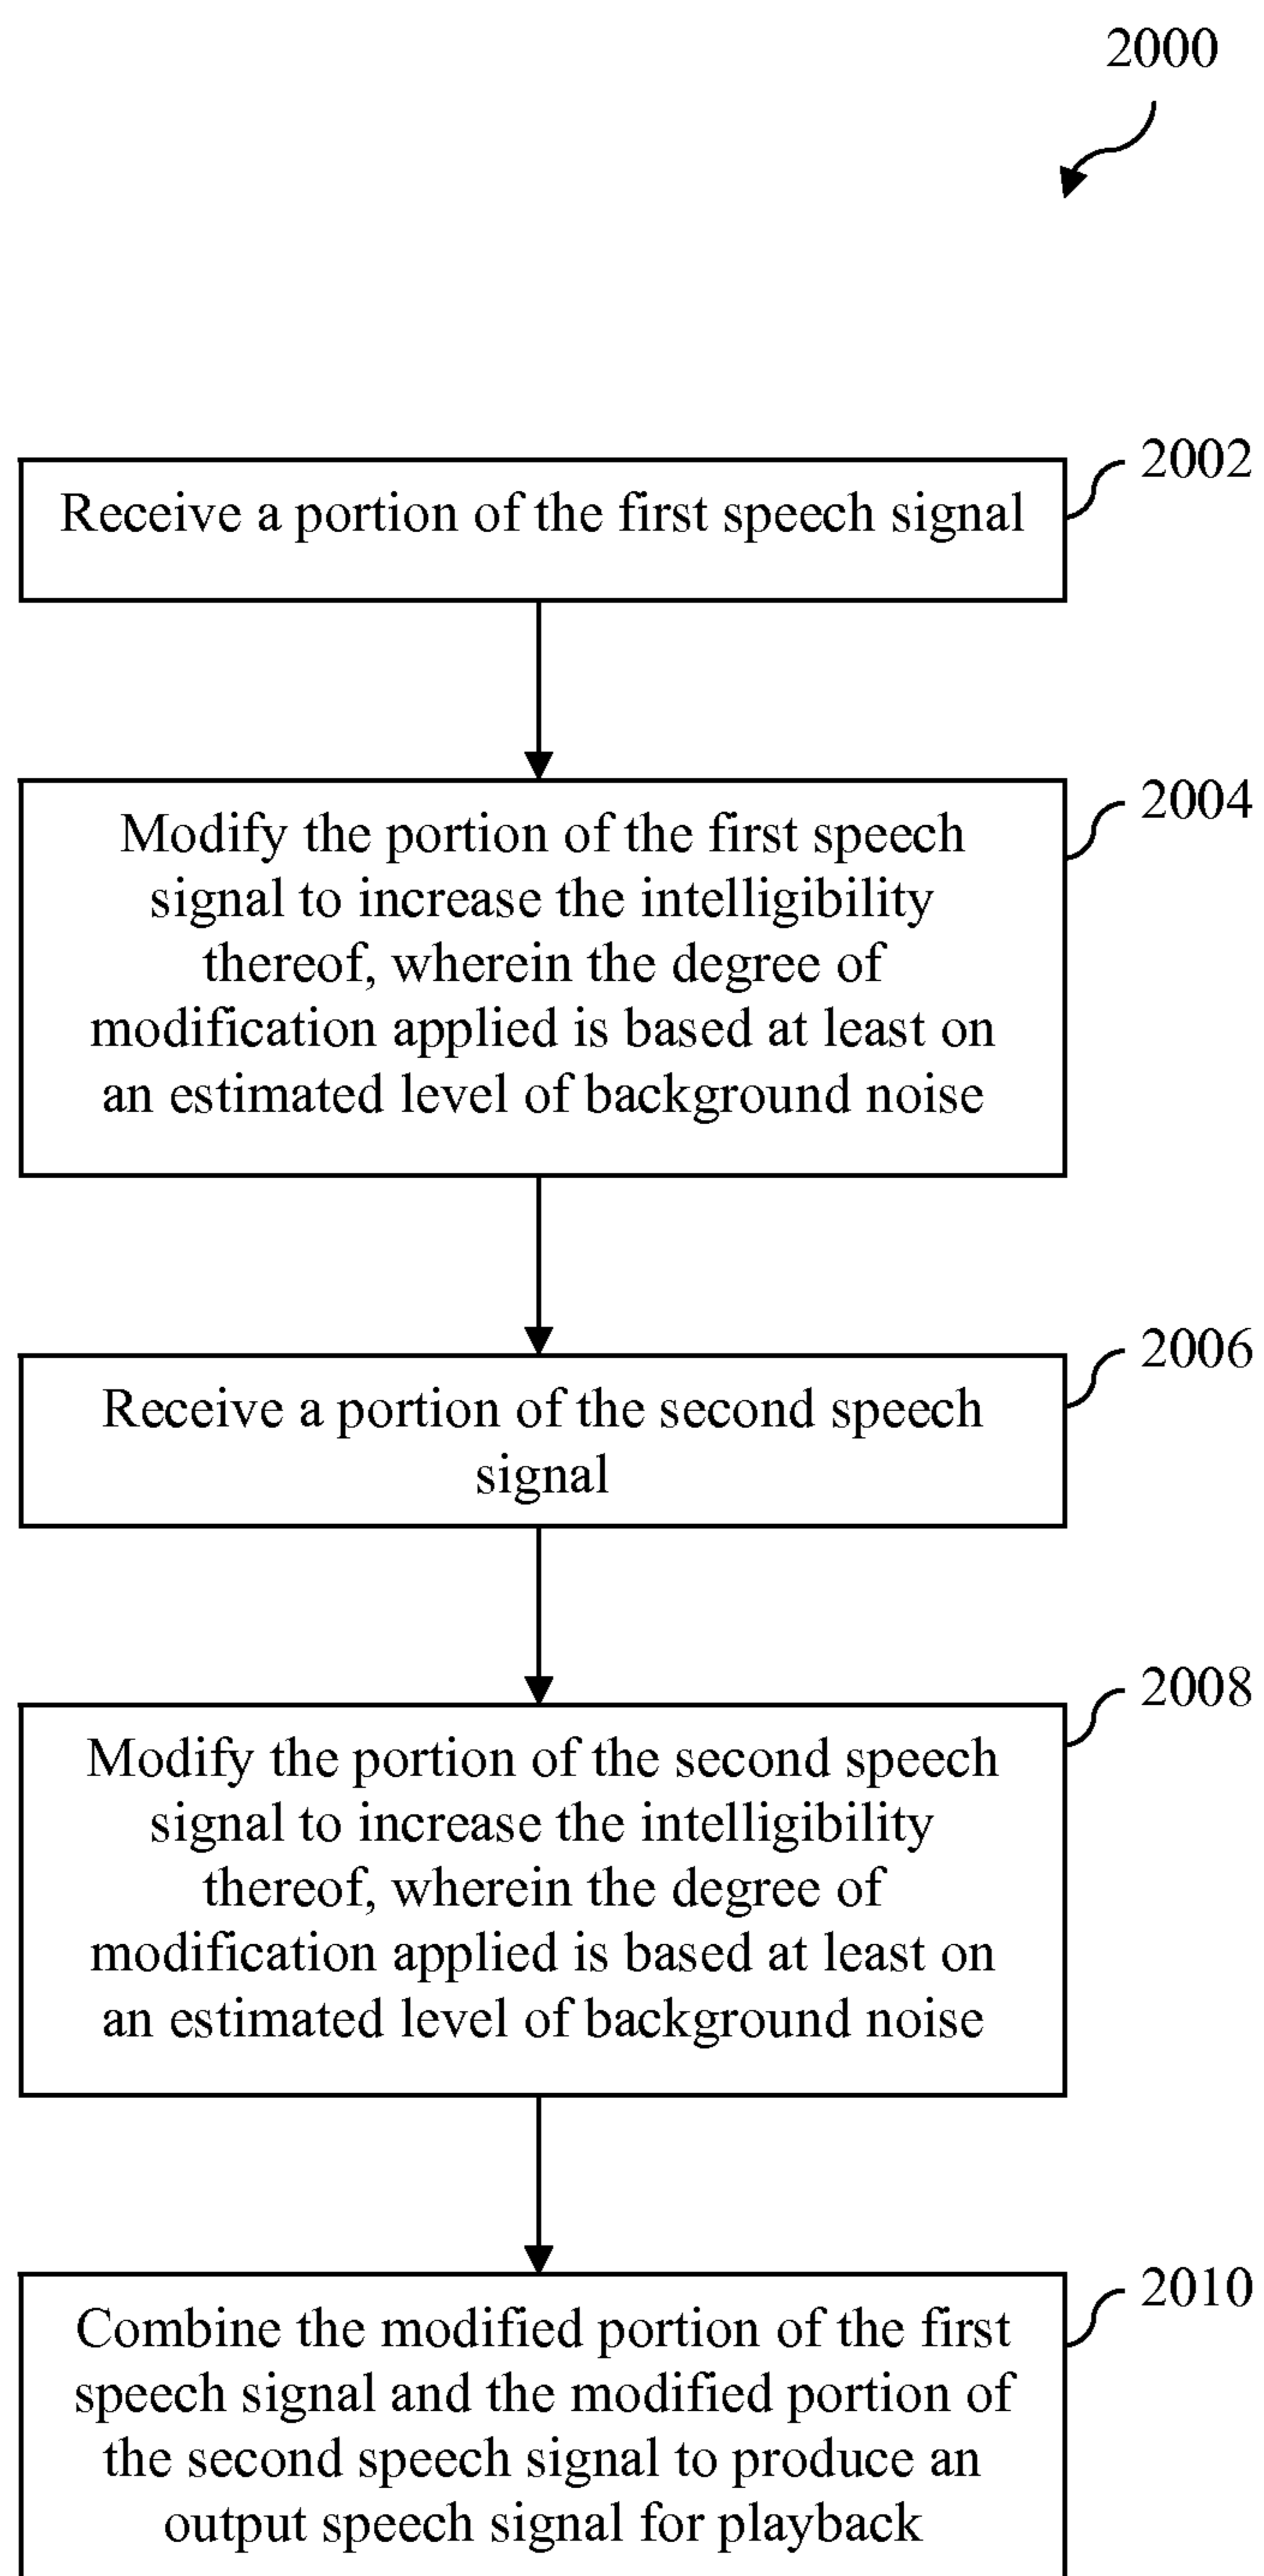 2000
2002
Receive a portion of the first speech signal
2004
Modify the portion of the first speech
signal to increase the intelligibility
thereof, wherein the degree of
modification applied is based at least on
an estimated level of background noise
2006
Receive a portion of the second speech
signal
2008
Modify the portion of the second speech
signal to increase the intelligibility
thereof, wherein the degree of
modification applied is based at least on
an estimated level of background noise
2010
Combine the modified portion of the first
speech signal and the modified portion of
the second speech signal to produce an
output speech signal for playback